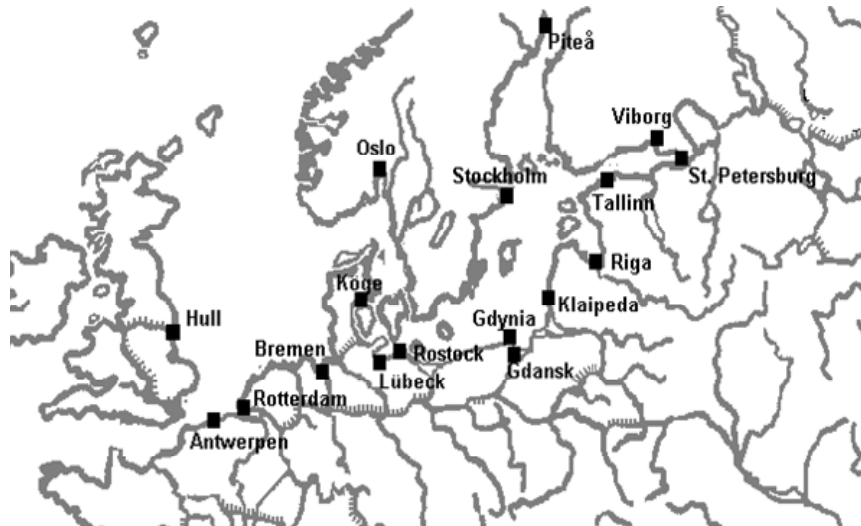 Piteå
Viborg
Oslo
Stockholm
St. Petersburg
Tallinn
Riga
Köge
Klaipeda
Hull
Gdynia
Bremen
Rostock
Gdansk
Lübeck
Rotterdam
Antwerpen